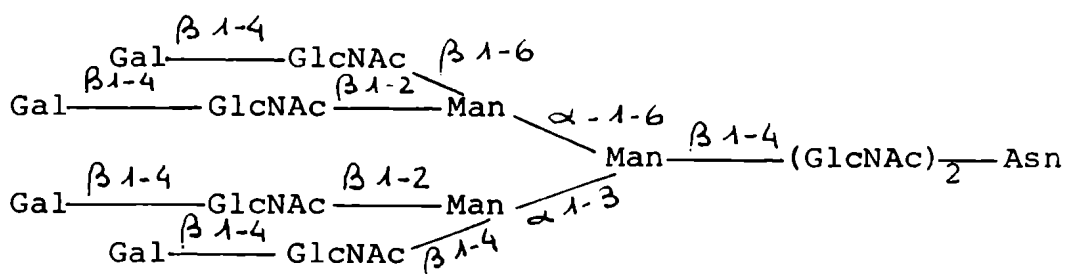 β 1-4
Gal GlcNAc β 1-6
β 1-4 β 1-2
Gal GlcNAc Man α - 1-6
β 1-4
Man (GlcNAc)2 Asn
β 1-4 β 1-2
Gal GlcNAc Man α 1-3
β 1-4
Gal GlcNAc β 1-4